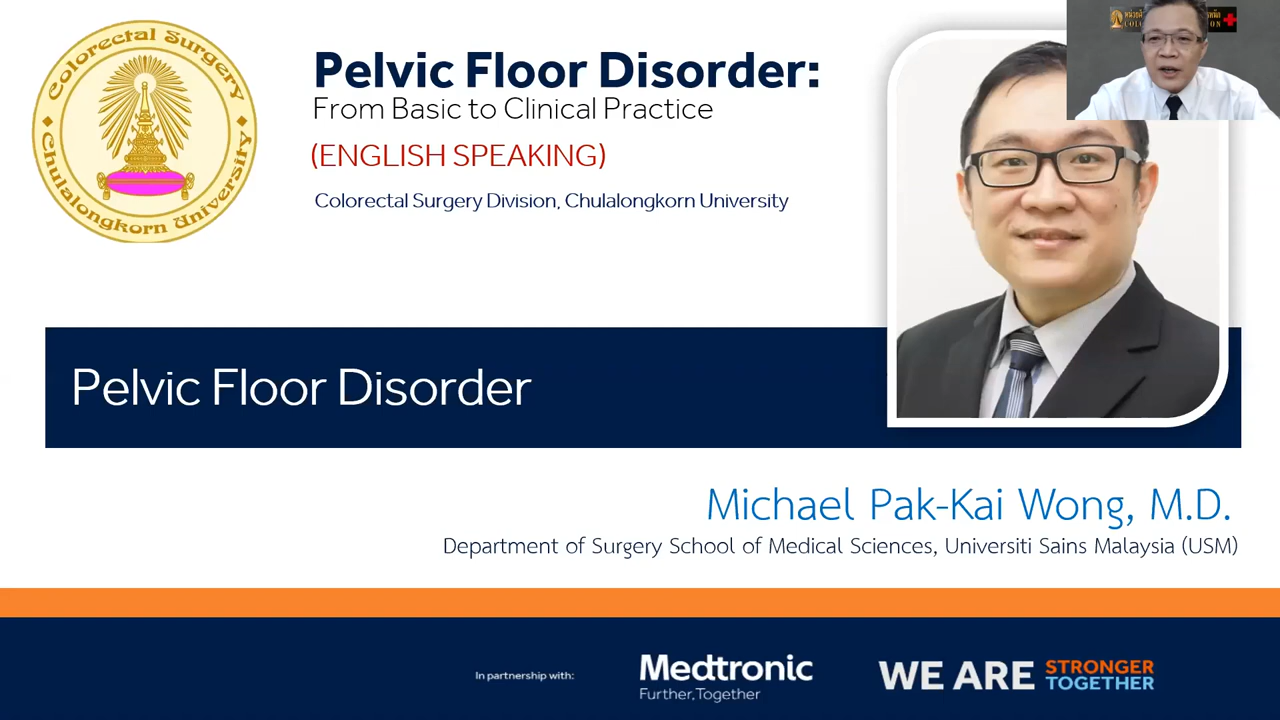 Colorectal Surgery
Chulalongkorn University
Pelvic Floor Disorder:
From Basic to Clinical Practice
(ENGLISH SPEAKING)
Colorectal Surgery Division, Chulalongkorn University
Pelvic Floor Disorder
Michael Pak-Kai Wong, M.D.
Department of Surgery School of Medical Sciences, Universiti Sains Malaysia (USM)
In partnership with:
Medtronic
Further, Together
WE ARE STRONGER TOGETHER